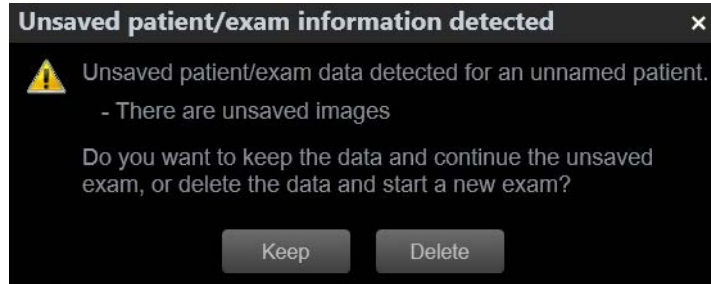 Unsaved patient/exam information detected
Unsaved patient/exam data detected for an unnamed patient.
- There are unsaved images
Do you want to keep the data and continue the unsaved
exam, or delete the data and start a new exam?
Keep Delete